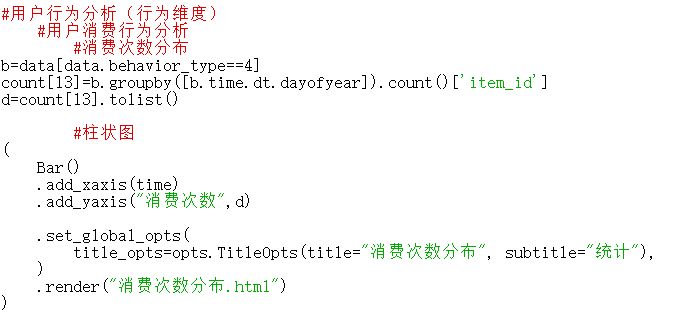 #用户行为分析（行为维度）
#用户消费行为分析
#消费次数分布
b=data[data.behavior_type==4]
count[13]=b.groupby([b.time.dt.dayofyear]).count()['item_id']
d=count[13].tolist()
#柱状图
(
Bar()
.add_xaxis(time)
.add_yaxis("消费次数",d)
.set_global_opts(
title_opts=opts.TitleOpts(title="消费次数分布", subtitle="统计"),
)
.render("消费次数分布.html")
)